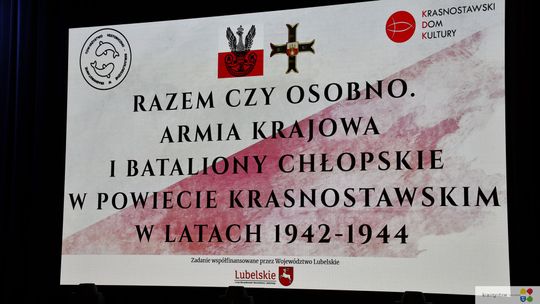 KRASNOSTAWSKI
DOM
KULTURY
RAZEM CZY OSOBNO.
ARMIA KRAJOWA
I BATALIONY CHŁOPSKIE
W POWIECIE KRASNOSTAWSKIM
W LATACH 1942-1944
Zadanie współfinansowane przez Województwo Lubelskie
Lubelskie